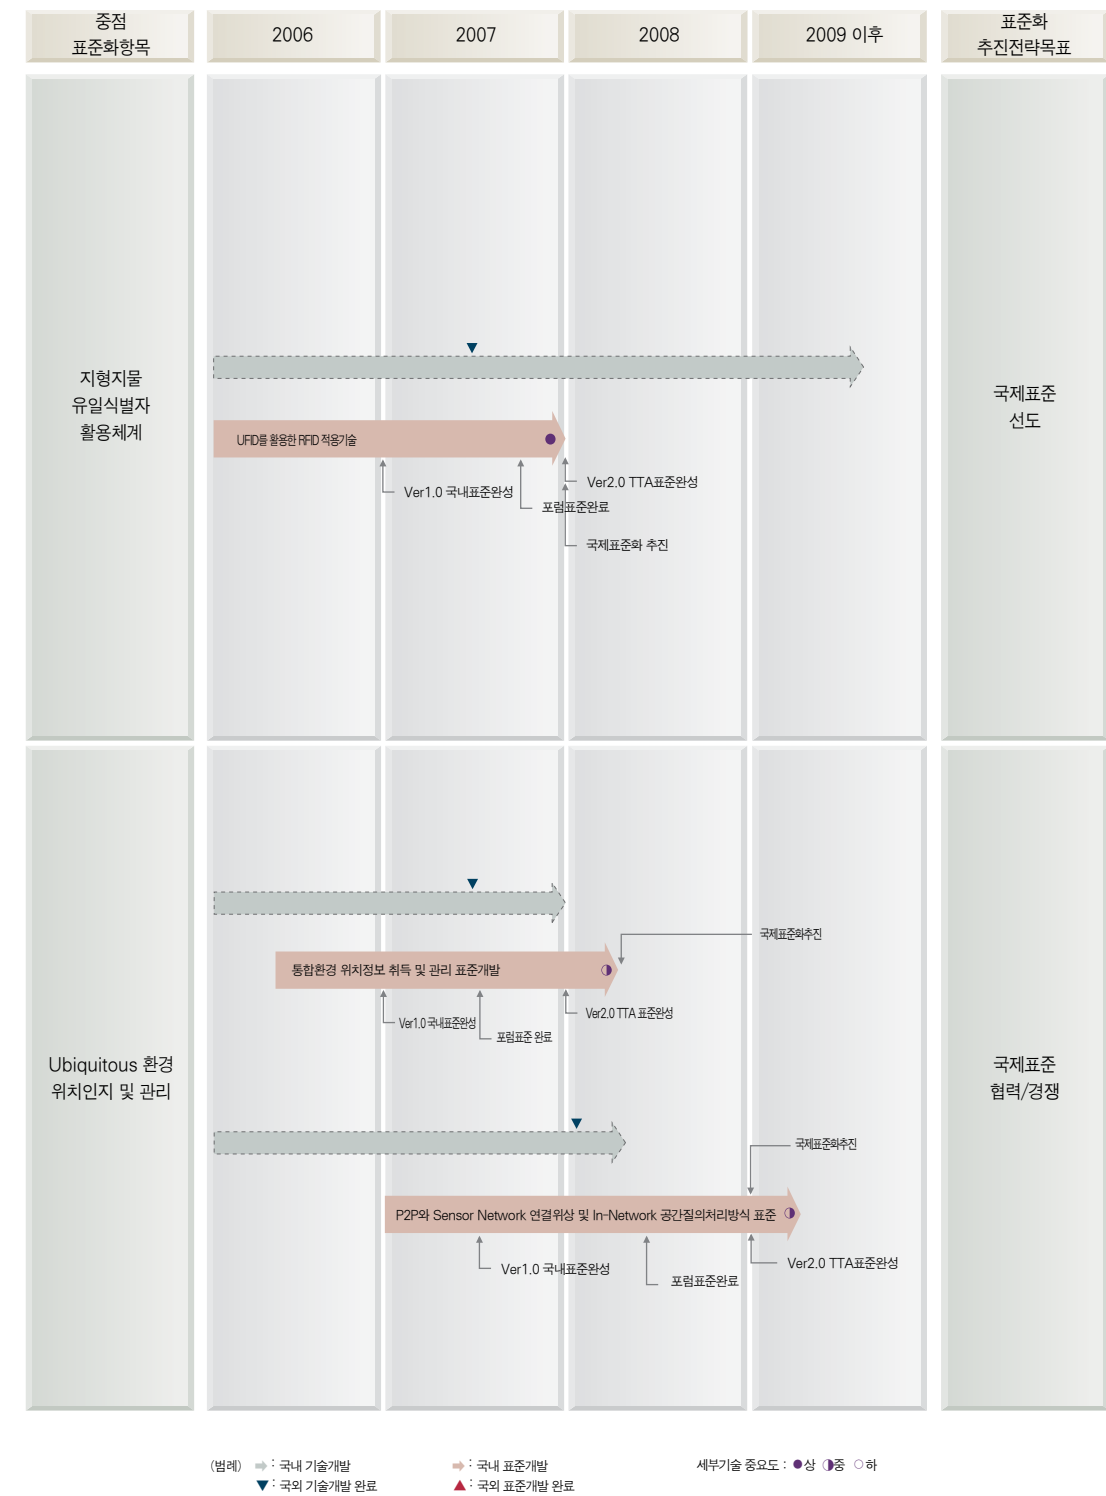 중점
표준화항목
2006
2007
2008
2009 이후
표준화
추진전략목표
지형지물
유일식별자
활용체계
UFID를 활용한 RFID 적용기술
Ver1.0 국내표준완성
포럼표준완료
Ver2.0 TTA표준완성
국제표준화 추진
국제표준
선도
Ubiquitous 환경
위치인지 및 관리
국제표준화추진
통합환경 위치정보 취득 및 관리 표준개발
Ver1.0 국내표준완성
포럼표준 완료
Ver2.0 TTA 표준완성
국제표준화추진
P2P와 Sensor Network 연결위상 및 In-Network 공간질의처리방식 표준
Ver1.0 국내표준완성
포럼표준완료
Ver2.0 TTA표준완성
국제표준
협력/경쟁
(범례) : 국내 기술개발 : 국내 표준개발 세부기술 중요도 : ●상 ◑중 ○하
▼ : 국외 기술개발 완료 ▲ : 국외 표준개발 완료